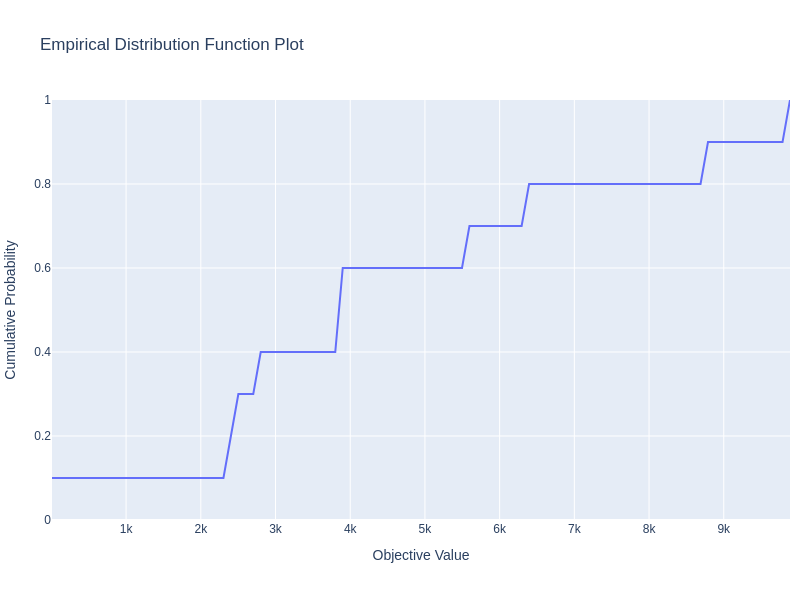 Empirical Distribution Function Plot
Cumulative Probability
1
0.8
0.6
0.4
0.2
0
1k 2k 3k 4k 5k 6k 7k 8k 9k
Objective Value